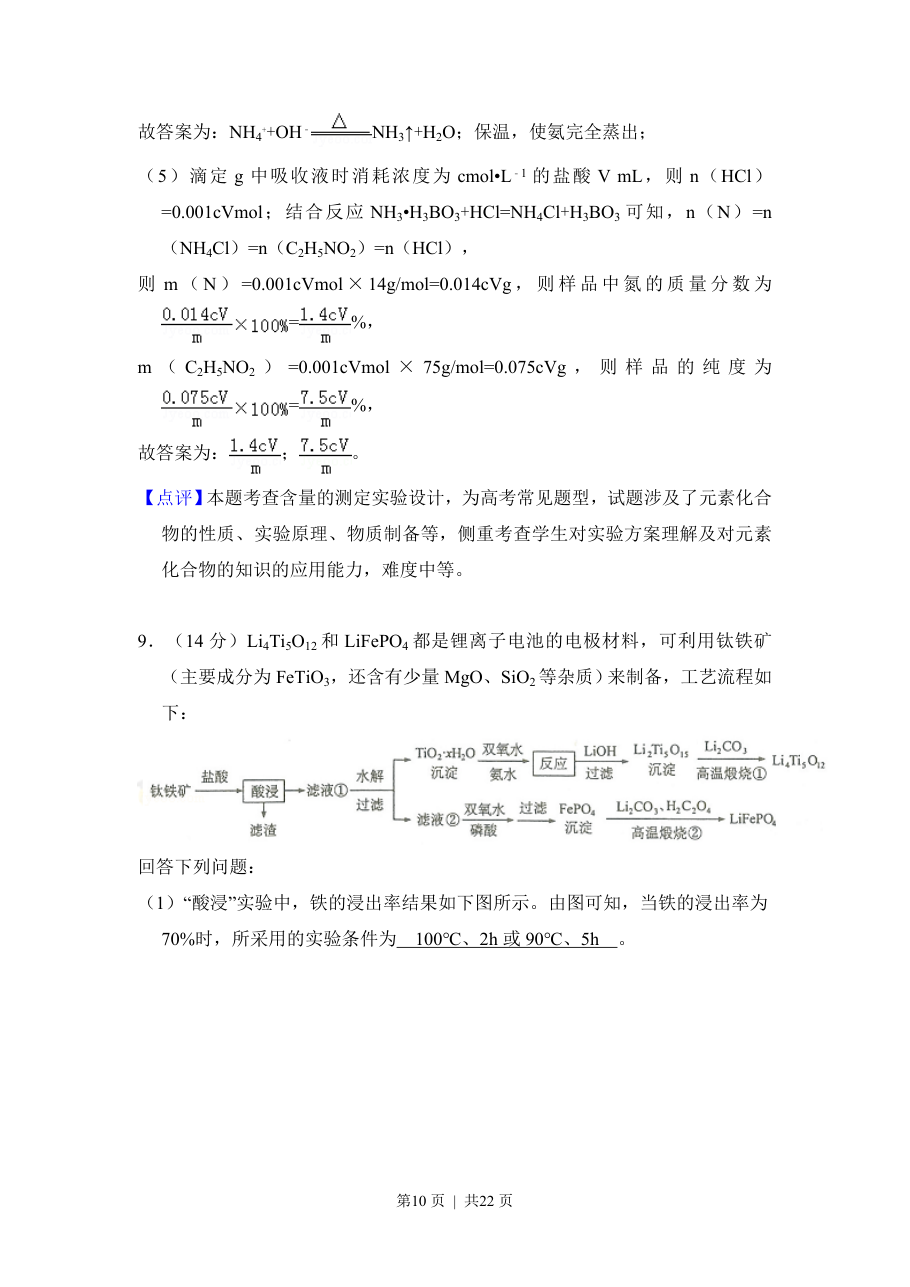 故答案为：NH₄⁺+OH⁻ △ NH₃↑+H₂O；保温，使氨完全蒸出；
（5）滴定 g 中吸收液时消耗浓度为 cmol•L⁻¹ 的盐酸 V mL，则 n（HCl）
=0.001cVmol；结合反应 NH₃•H₃BO₃+HCl=NH₄Cl+H₃BO₃ 可知，n（N）=n
（NH₄Cl）=n（C₂H₅NO₂）=n（HCl），
则 m（N）=0.001cVmol×14g/mol=0.014cVg，则样品中氮的质量分数为
0.014cV/m ×100%=1.4cV/m %，
m（C₂H₅NO₂）=0.001cVmol×75g/mol=0.075cVg，则样品的纯度为
0.075cV/m ×100%=7.5cV/m %，
故答案为：1.4cV/m；7.5cV/m。
【点评】本题考查含量的测定实验设计，为高考常见题型，试题涉及了元素化合
物的性质、实验原理、物质制备等，侧重考查学生对实验方案理解及对元素
化合物的知识的应用能力，难度中等。
9．（14 分）Li₄Ti₅O₁₂ 和 LiFePO₄ 都是锂离子电池的电极材料，可利用钛铁矿
（主要成分为 FeTiO₃，还含有少量 MgO、SiO₂ 等杂质）来制备，工艺流程如
下：
钛铁矿 盐酸 酸浸 滤渣 滤液① 水解 过滤
TiO₂·xH₂O 沉淀 双氧水 氨水 反应 LiOH 过滤 Li₂Ti₅O₁₅ 沉淀 Li₂CO₃ 高温煅烧① Li₄Ti₅O₁₂
滤液② 双氧水 磷酸 过滤 FePO₄ 沉淀 Li₂CO₃、H₂C₂O₄ 高温煅烧② LiFePO₄
回答下列问题：
（1）“酸浸”实验中，铁的浸出率结果如下图所示。由图可知，当铁的浸出率为
70%时，所采用的实验条件为 100℃、2h 或 90℃、5h 。
第10 页 | 共22 页